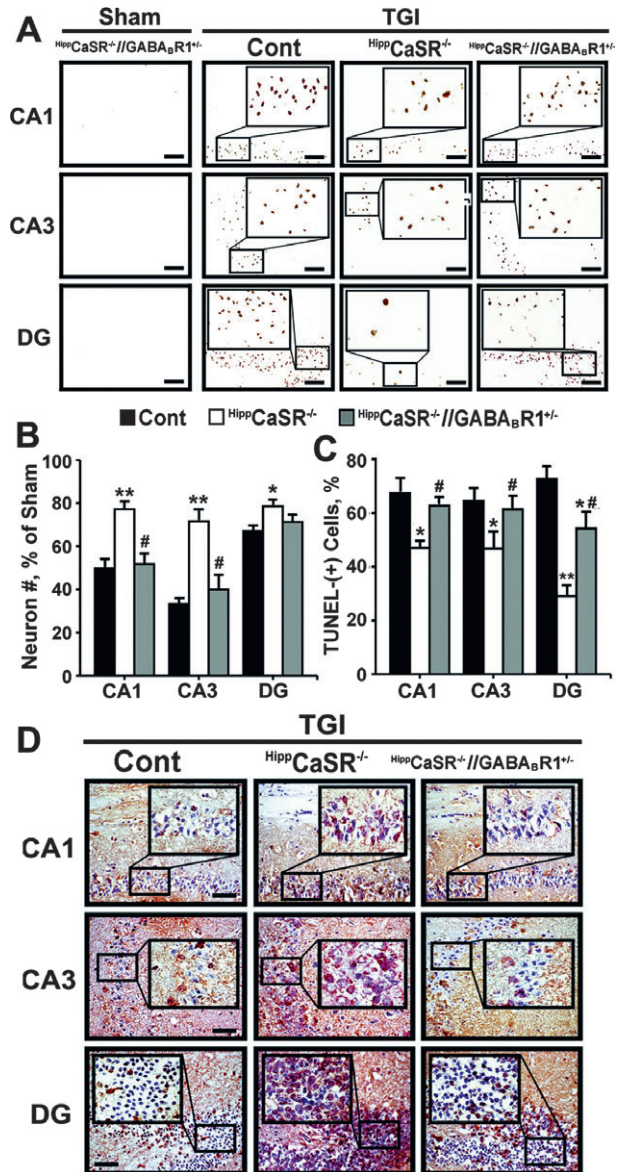 A
Sham
TGI
HippCaSR-/-//GABABR1+/-
Cont
HippCaSR-/-
HippCaSR-/-//GABABR1+/-
CA1
CA3
DG
Cont
HippCaSR-/-
HippCaSR-/-//GABABR1+/-
B
Neuron #, % of Sham
100
80
60
40
20
0
**
#
**
#
*
CA1
CA3
DG
C
TUNEL-(+) Cells, %
80
60
40
20
0
*
#
*
#
**
*#
CA1
CA3
DG
D
TGI
Cont
HippCaSR-/-
HippCaSR-/-//GABABR1+/-
CA1
CA3
DG